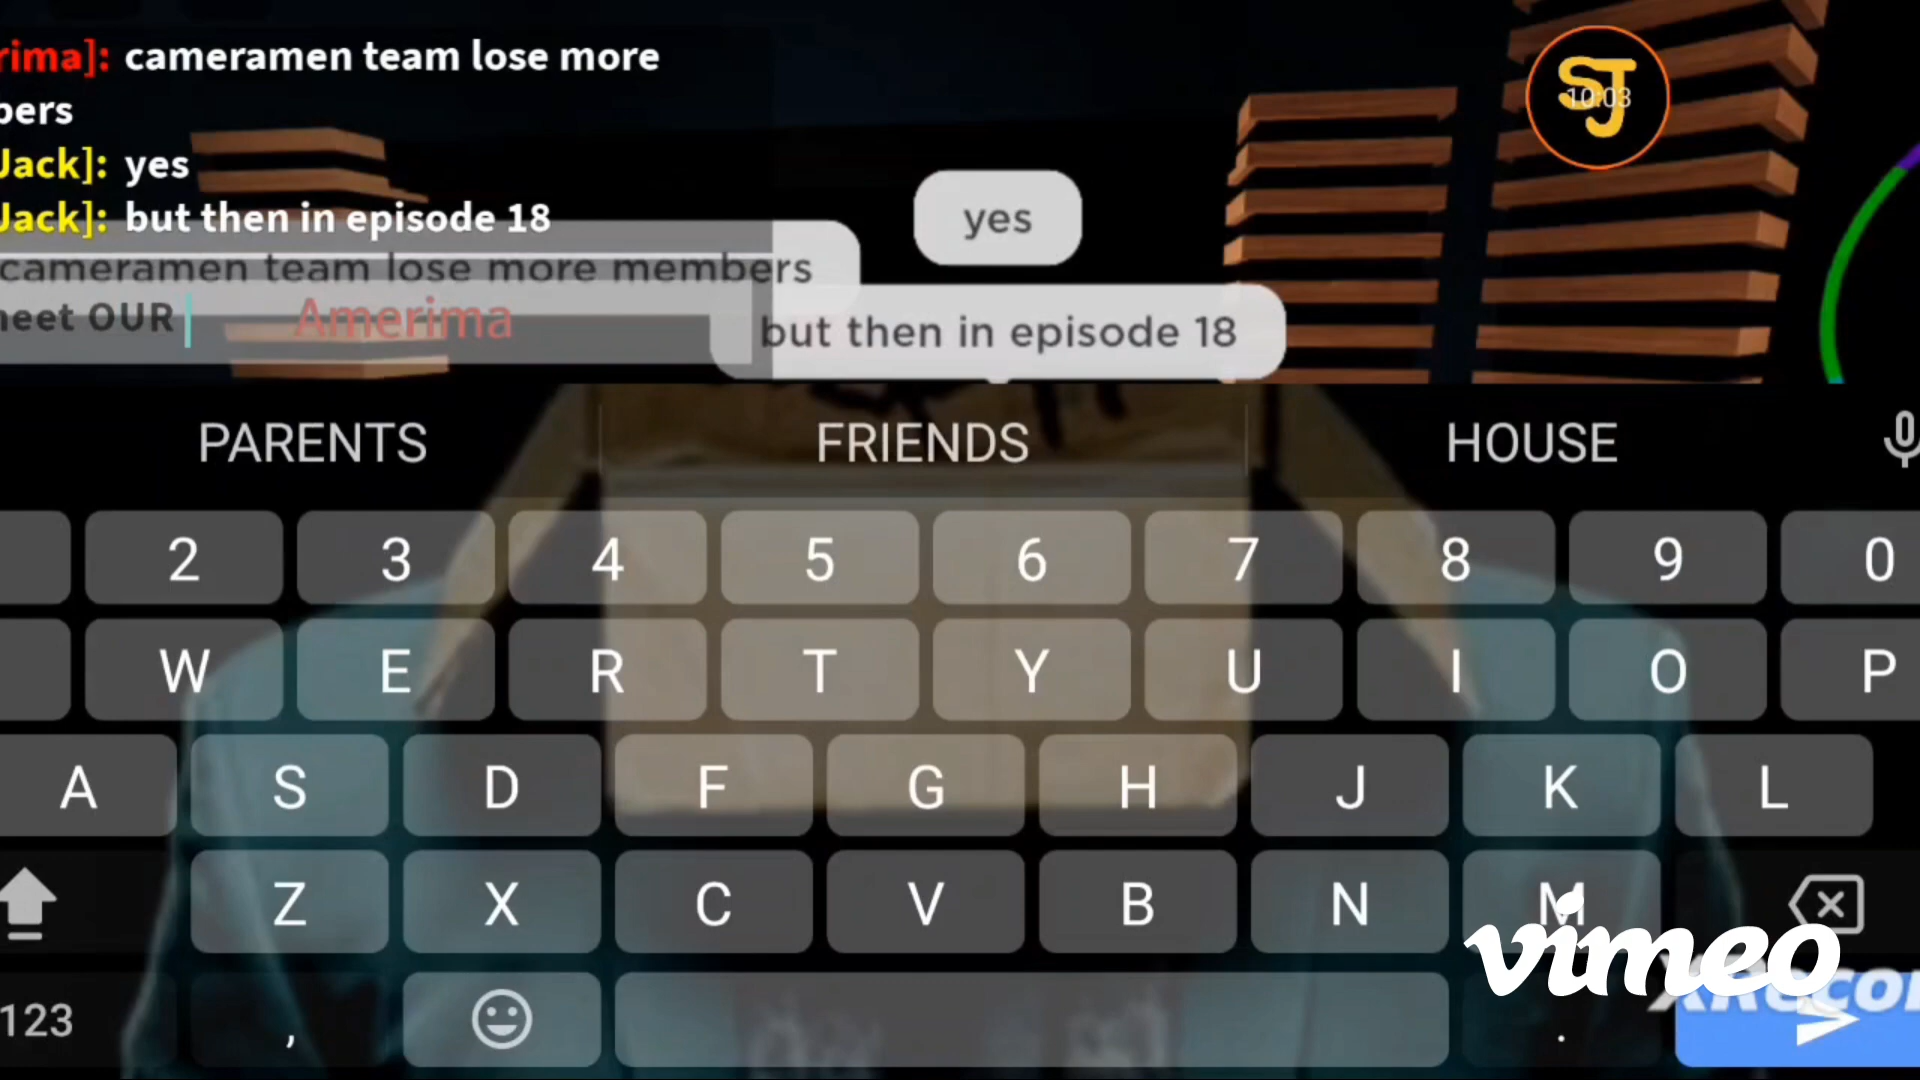 rima]: cameramen team lose more
bers
Jack]: yes
Jack]: but then in episode 18
yes
cameramen team lose more members
but then in episode 18
neet OUR
Amerima
SJ
10:03
PARENTS FRIENDS HOUSE
2 3 4 5 6 7 8 9 0
W E R T Y U I O P
A S D F G H J K L
Z X C V B N M
123 , .
vimeo
XRecor